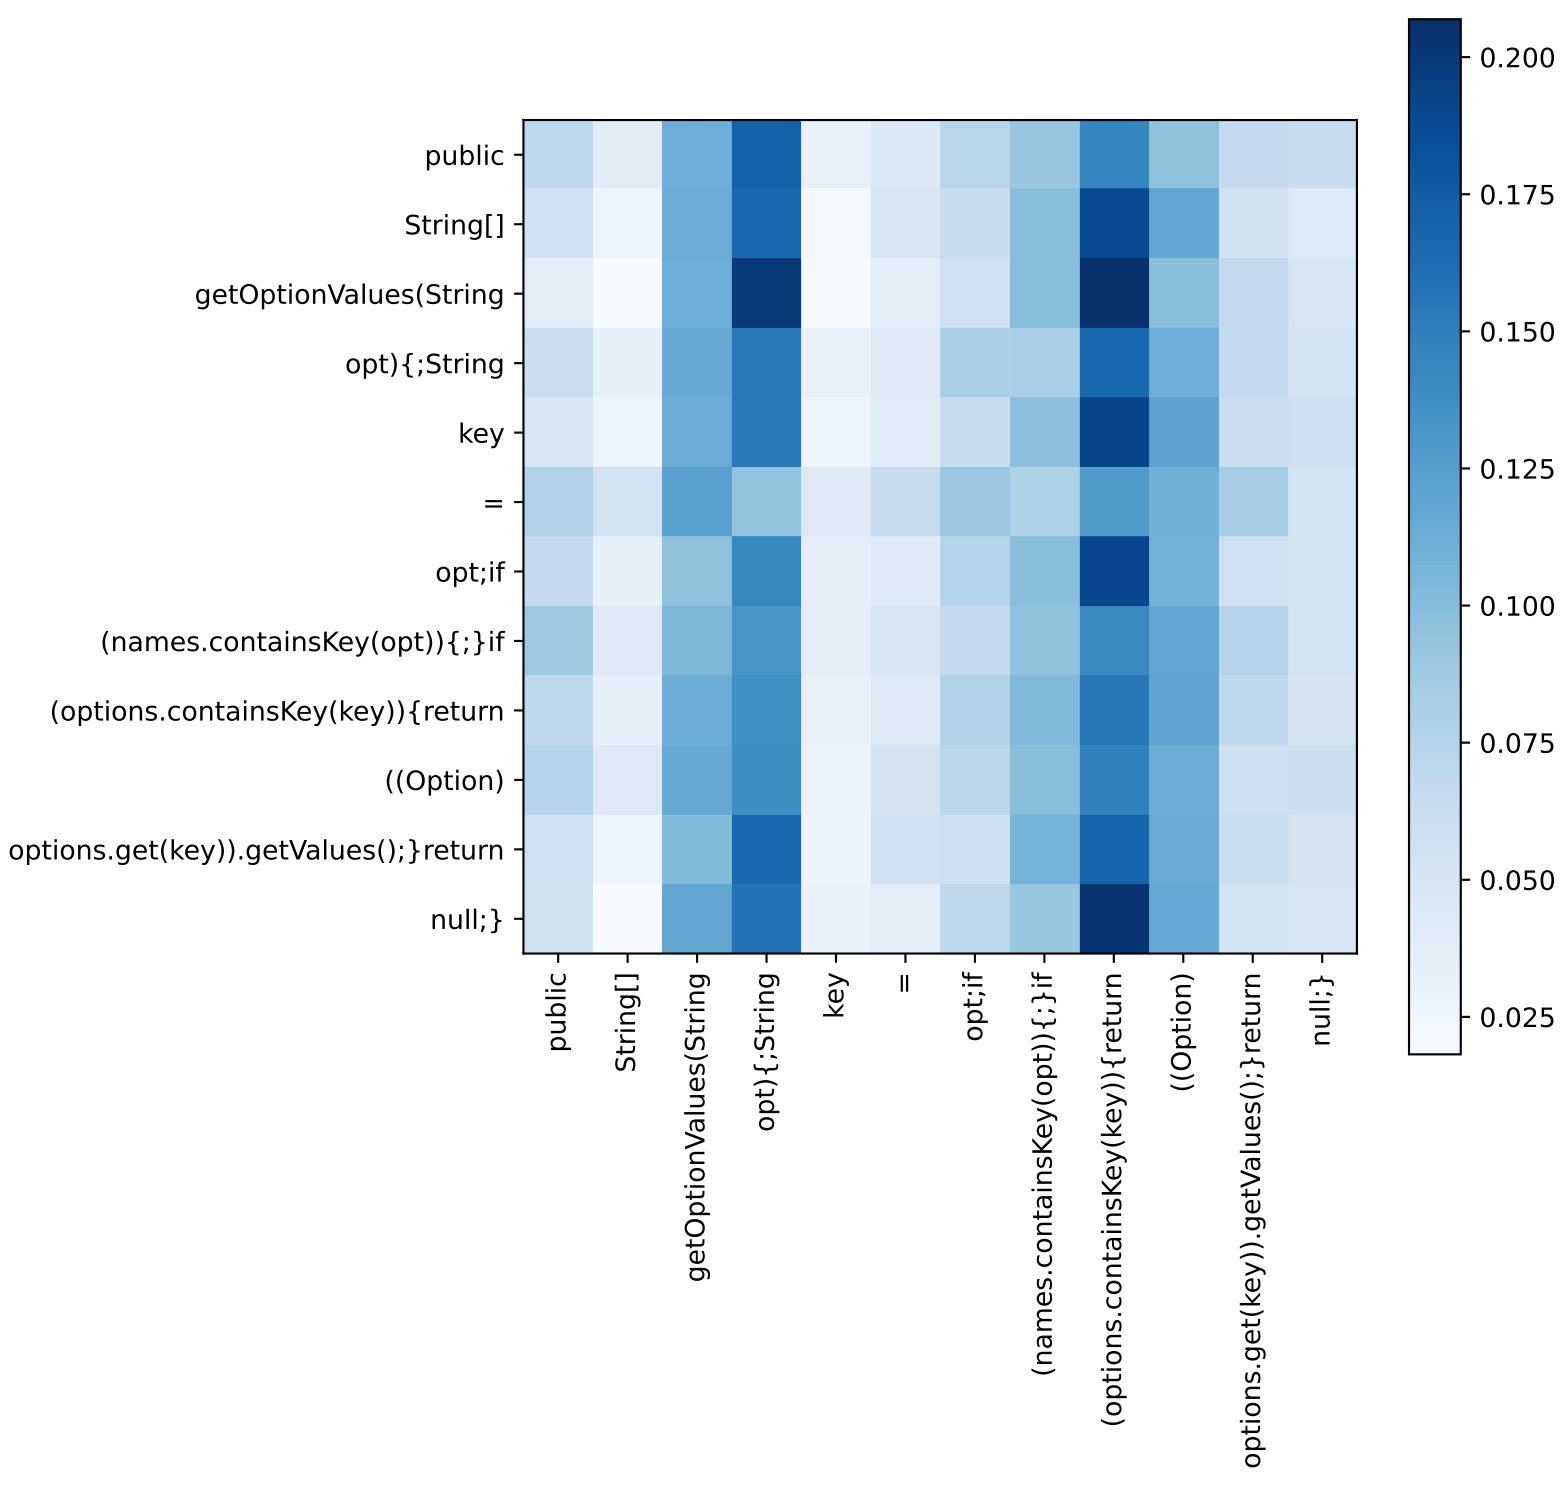 public
String[]
getOptionValues(String
opt){;String
key
=
opt;if
(names.containsKey(opt)){;}if
(options.containsKey(key)){return
((Option)
options.get(key)).getValues();}return
null;}
public
String[]
getOptionValues(String
opt){;String
key
=
opt;if
(names.containsKey(opt)){;}if
(options.containsKey(key)){return
((Option)
options.get(key)).getValues();}return
null;}
0.200
0.175
0.150
0.125
0.100
0.075
0.050
0.025